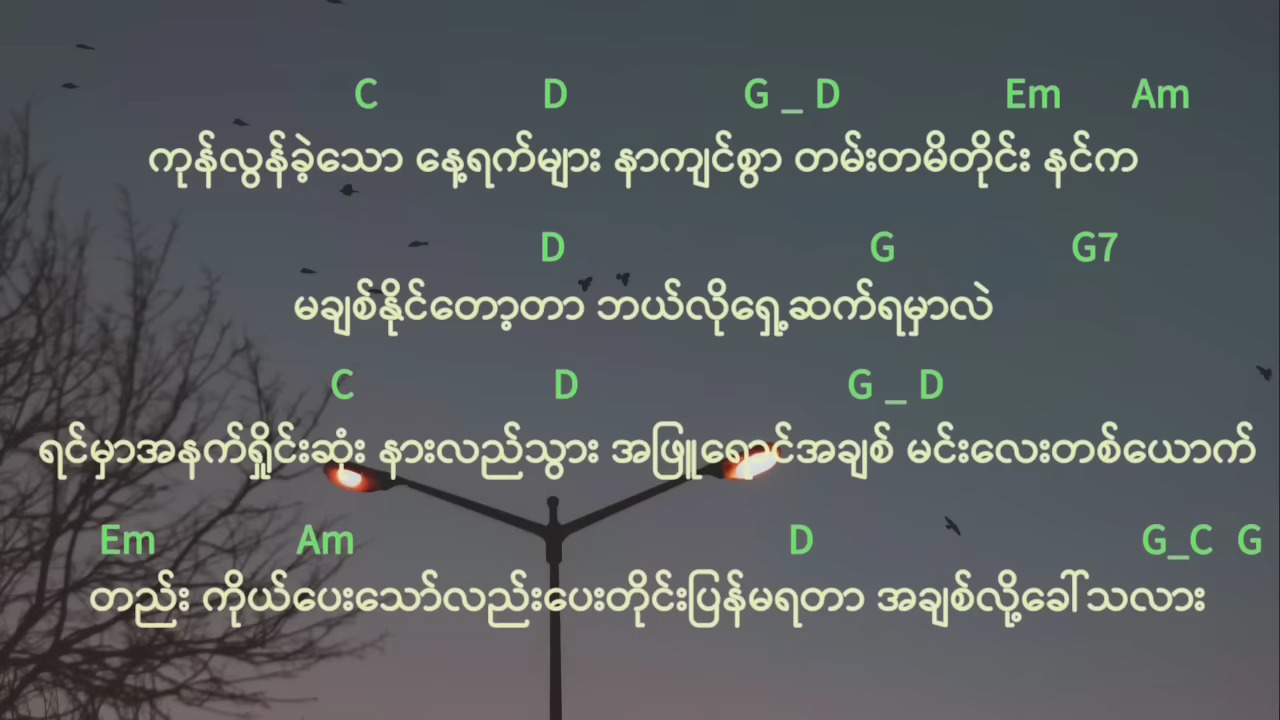 C D G _ D Em Am
ကုန်လွန်ခဲ့သော နေ့ရက်များ နာကျင်စွာ တမ်းတမိတိုင်း နင်က
D G G7
မချစ်နိုင်တော့တာ ဘယ်လိုရှေ့ဆက်ရမှာလဲ
C D G _ D
ရင်မှာအနက်ရှိုင်းဆုံး နားလည်သွား အဖြူရောင်အချစ် မင်းလေးတစ်ယောက်
Em Am D G_C G
တည်း ကိုယ်ပေးသော်လည်းပေးတိုင်းပြန်မရတာ အချစ်လို့ခေါ်သလား